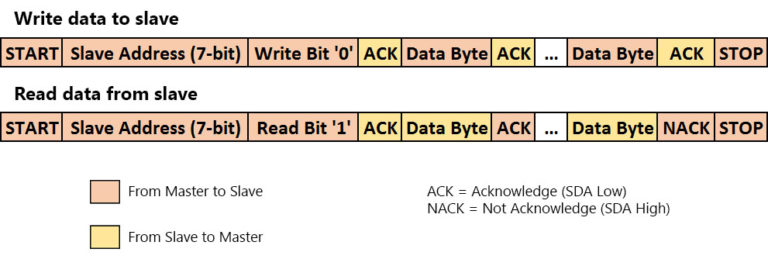 Write data to slave
START Slave Address (7-bit) Write Bit '0' ACK Data Byte ACK ... Data Byte ACK STOP
Read data from slave
START Slave Address (7-bit) Read Bit '1' ACK Data Byte ACK ... Data Byte NACK STOP
From Master to Slave
ACK = Acknowledge (SDA Low)
NACK = Not Acknowledge (SDA High)
From Slave to Master